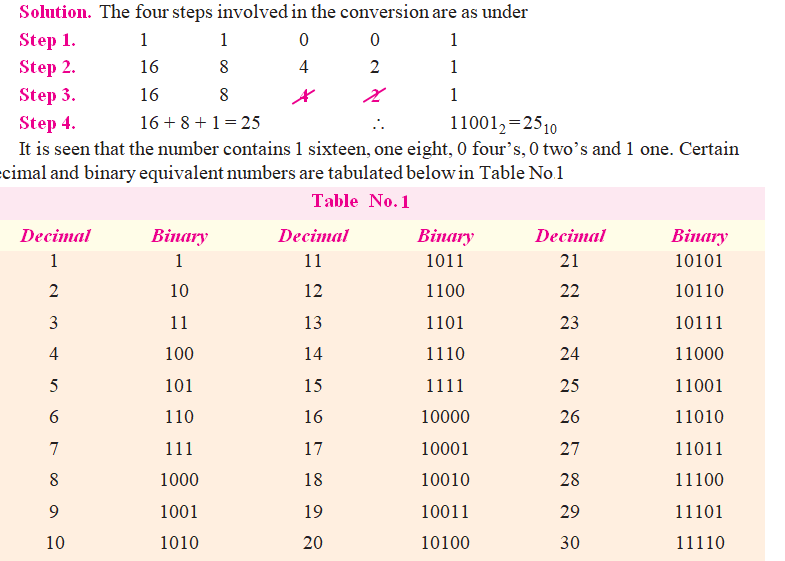 Solution. The four steps involved in the conversion are as under
Step 1. 1 1 0 0 1
Step 2. 16 8 4 2 1
Step 3. 16 8 4 2 1
Step 4. 16 + 8 + 1 = 25 ∴ 11001₂ = 25₁₀
It is seen that the number contains 1 sixteen, one eight, 0 four’s, 0 two’s and 1 one. Certain
ecimal and binary equivalent numbers are tabulated below in Table No.1
Table No. 1
Decimal Binary Decimal Binary Decimal Binary
1 1 11 1011 21 10101
2 10 12 1100 22 10110
3 11 13 1101 23 10111
4 100 14 1110 24 11000
5 101 15 1111 25 11001
6 110 16 10000 26 11010
7 111 17 10001 27 11011
8 1000 18 10010 28 11100
9 1001 19 10011 29 11101
10 1010 20 10100 30 11110